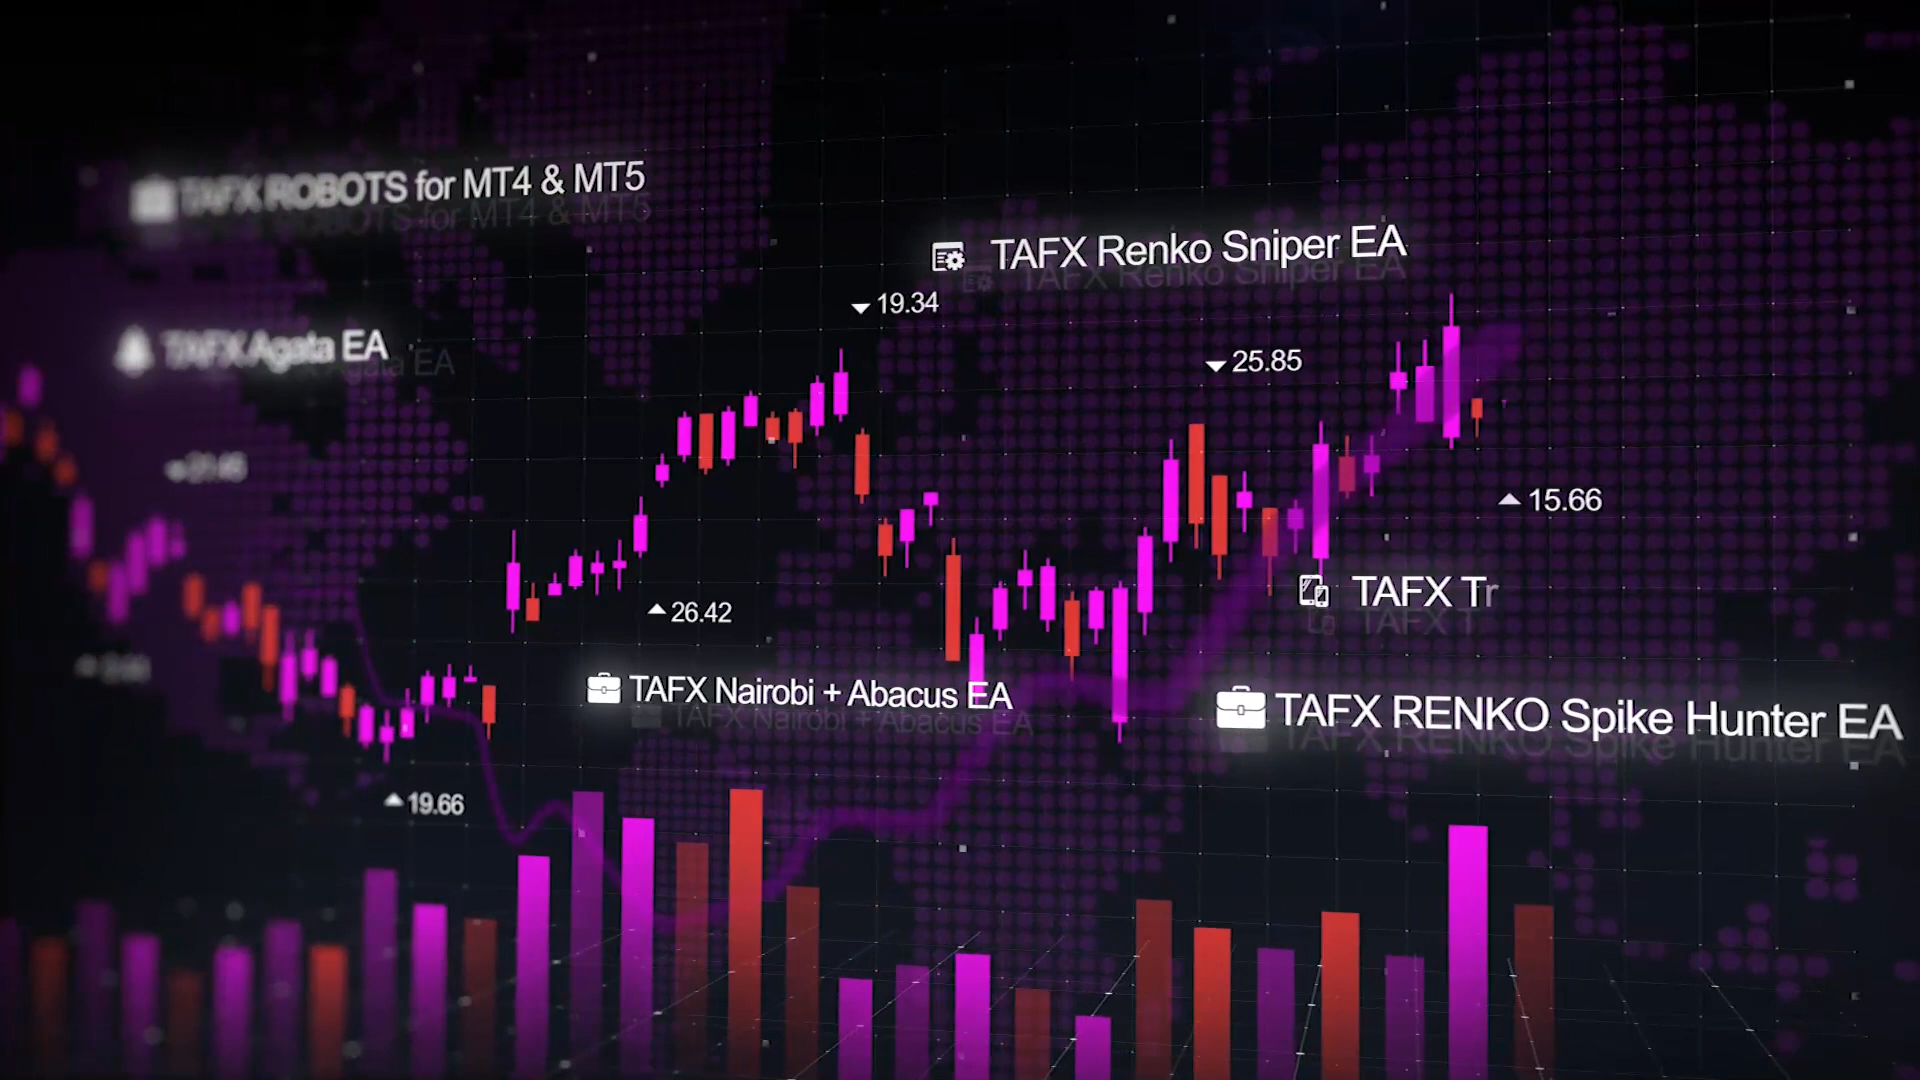 TAFX ROBOTS for MT4 & MT5
TAFX Renko Sniper EA
19.34
TAFX Agata EA
25.85
15.66
TAFX Tr
26.42
TAFX Nairobi + Abacus EA
TAFX RENKO Spike Hunter EA
19.66